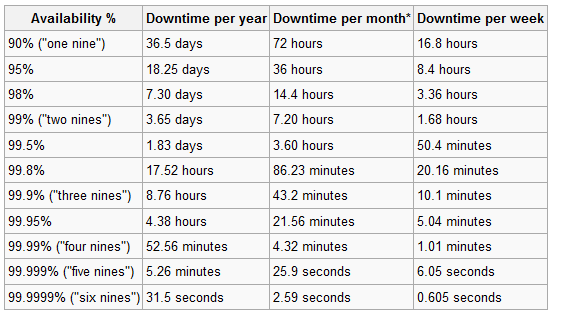 Availability % Downtime per year Downtime per month* Downtime per week
90% ("one nine") 36.5 days 72 hours 16.8 hours
95% 18.25 days 36 hours 8.4 hours
98% 7.30 days 14.4 hours 3.36 hours
99% ("two nines") 3.65 days 7.20 hours 1.68 hours
99.5% 1.83 days 3.60 hours 50.4 minutes
99.8% 17.52 hours 86.23 minutes 20.16 minutes
99.9% ("three nines") 8.76 hours 43.2 minutes 10.1 minutes
99.95% 4.38 hours 21.56 minutes 5.04 minutes
99.99% ("four nines") 52.56 minutes 4.32 minutes 1.01 minutes
99.999% ("five nines") 5.26 minutes 25.9 seconds 6.05 seconds
99.9999% ("six nines") 31.5 seconds 2.59 seconds 0.605 seconds